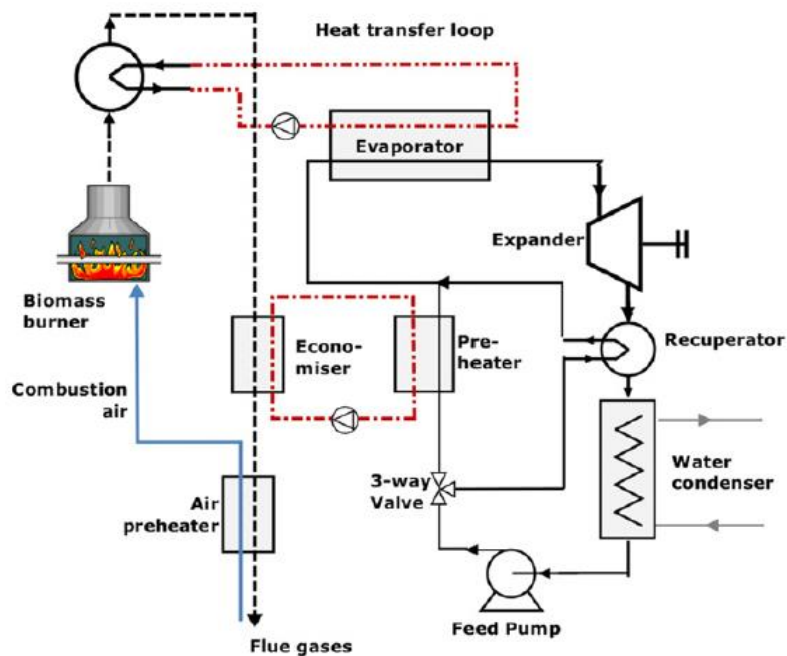 Heat transfer loop
Evaporator
Expander
Biomass
burner
Econo-
miser
Pre-
heater
Recuperator
Combustion
air
3-way
Valve
Water
condenser
Air
preheater
Feed Pump
Flue gases